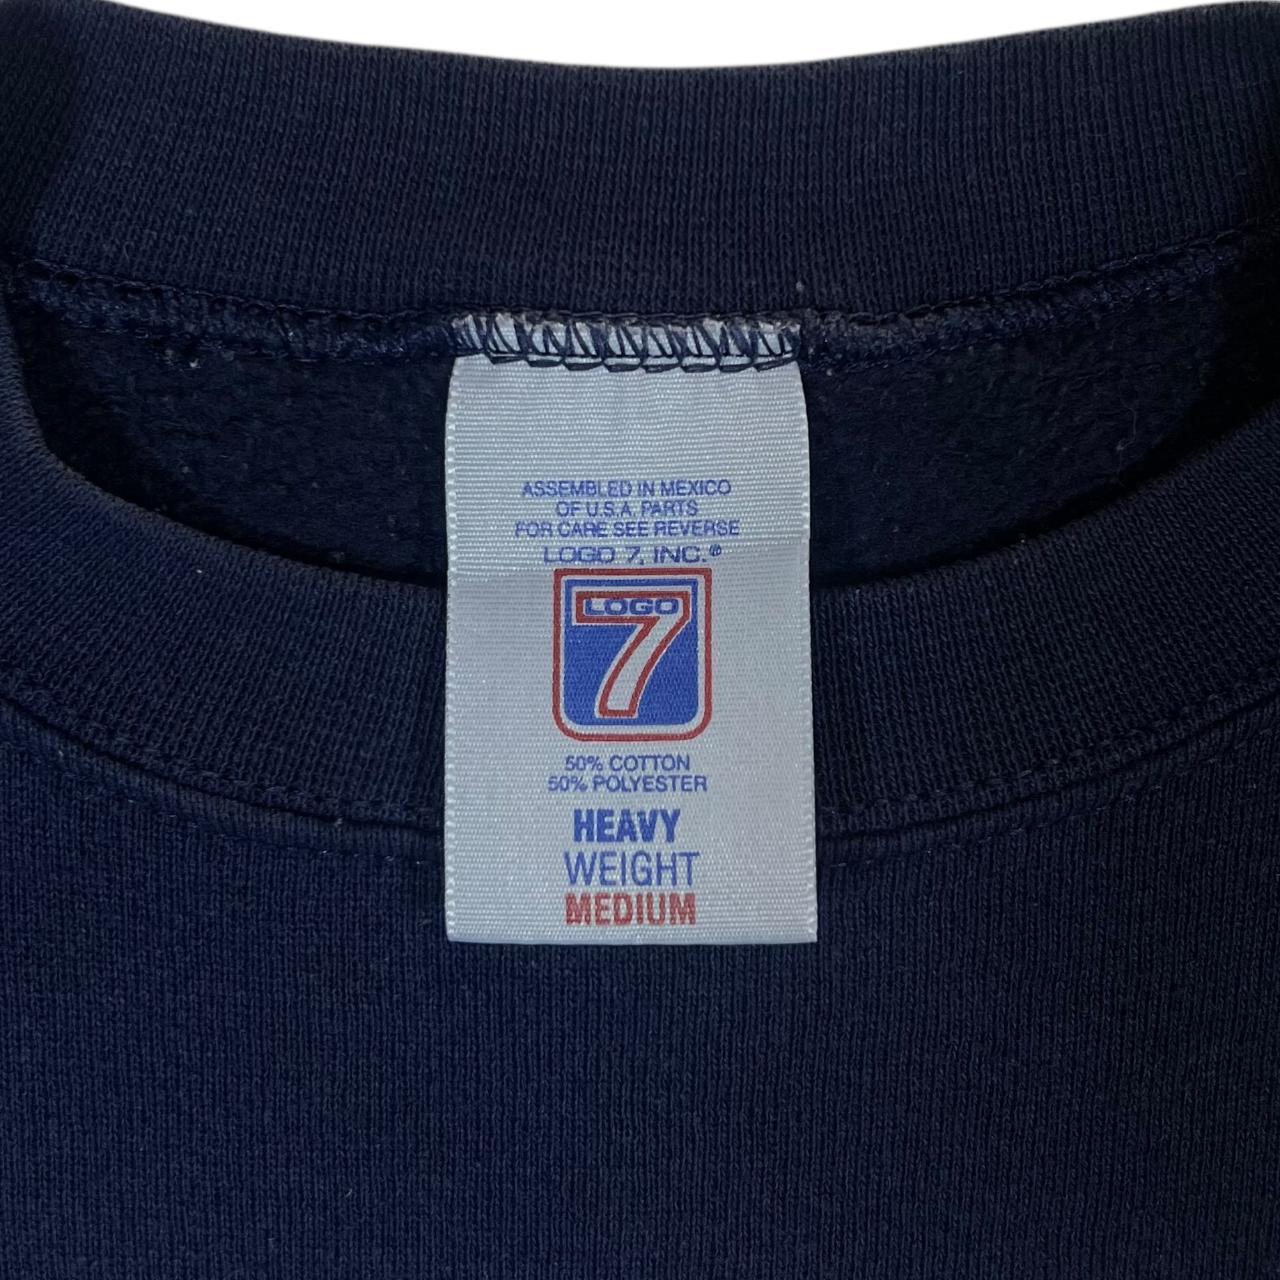 ASSEMBLED IN MEXICO
OF U.S.A. PARTS
FOR CARE SEE REVERSE
LOGO 7, INC.®
LOGO
7
50% COTTON
50% POLYESTER
HEAVY
WEIGHT
MEDIUM